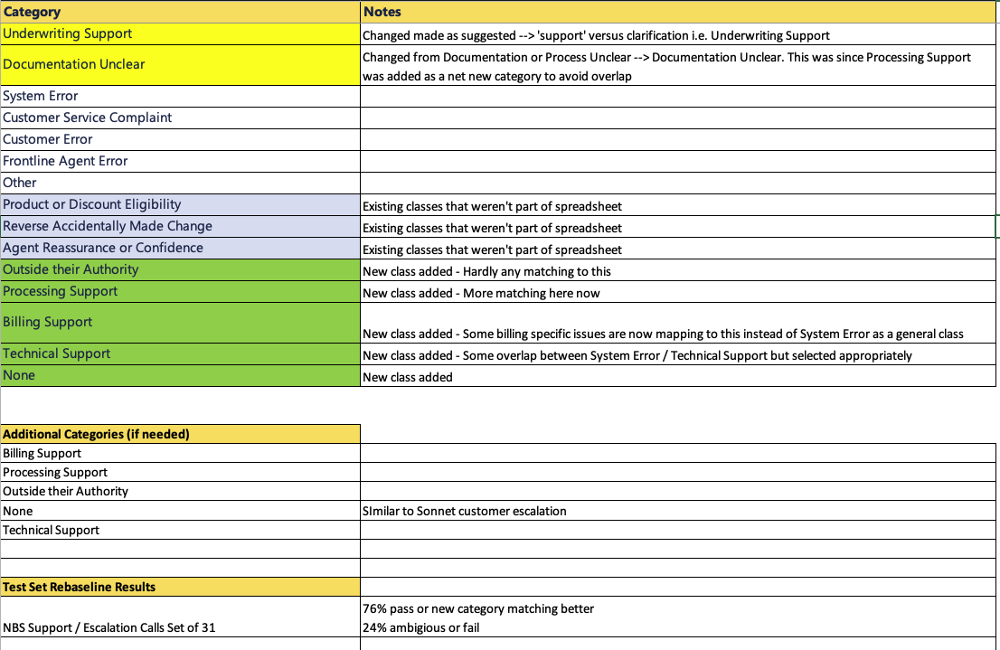 Category Notes
Underwriting Support Changed made as suggested --> 'support' versus clarification i.e. Underwriting Support
Documentation Unclear Changed from Documentation or Process Unclear --> Documentation Unclear. This was since Processing Support
was added as a net new category to avoid overlap
System Error
Customer Service Complaint
Customer Error
Frontline Agent Error
Other
Product or Discount Eligibility Existing classes that weren't part of spreadsheet
Reverse Accidentally Made Change Existing classes that weren't part of spreadsheet
Agent Reassurance or Confidence Existing classes that weren't part of spreadsheet
Outside their Authority New class added - Hardly any matching to this
Processing Support New class added - More matching here now
Billing Support New class added - Some billing specific issues are now mapping to this instead of System Error as a general class
Technical Support New class added - Some overlap between System Error / Technical Support but selected appropriately
None New class added
Additional Categories (if needed)
Billing Support
Processing Support
Outside their Authority
None SImilar to Sonnet customer escalation
Technical Support
Test Set Rebaseline Results
76% pass or new category matching better
NBS Support / Escalation Calls Set of 31 24% ambigious or fail